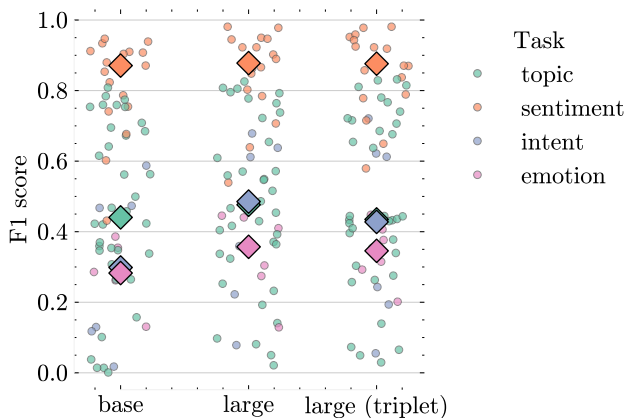 1.0
0.8
0.6
0.4
0.2
0.0
F1 score
base
large
large (triplet)
Task
topic
sentiment
intent
emotion